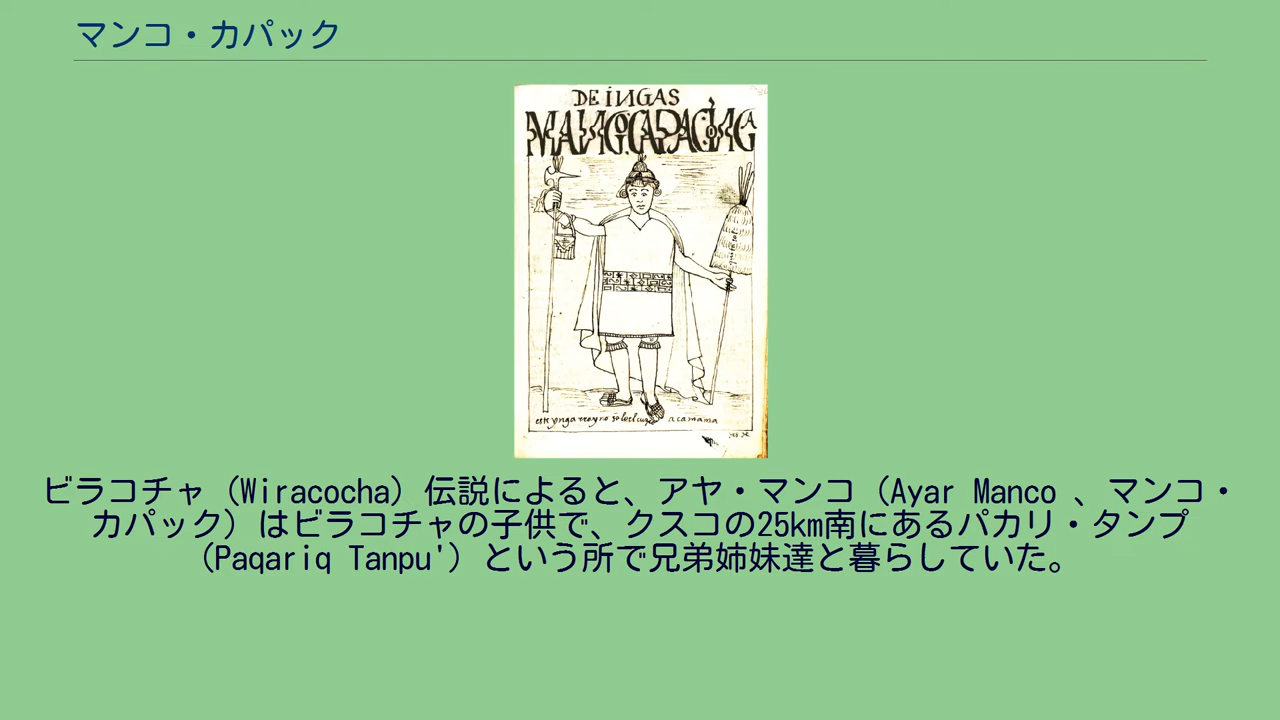 マンコ・カパック
DE İNGAS
MANGOCAPACİNGA
ビラコチャ（Wiracocha）伝説によると、アヤ・マンコ（Ayar Manco 、マンコ・
カパック）はビラコチャの子供で、クスコの25km南にあるパカリ・タンプ
（Paqariq Tanpu'）という所で兄弟姉妹達と暮らしていた。